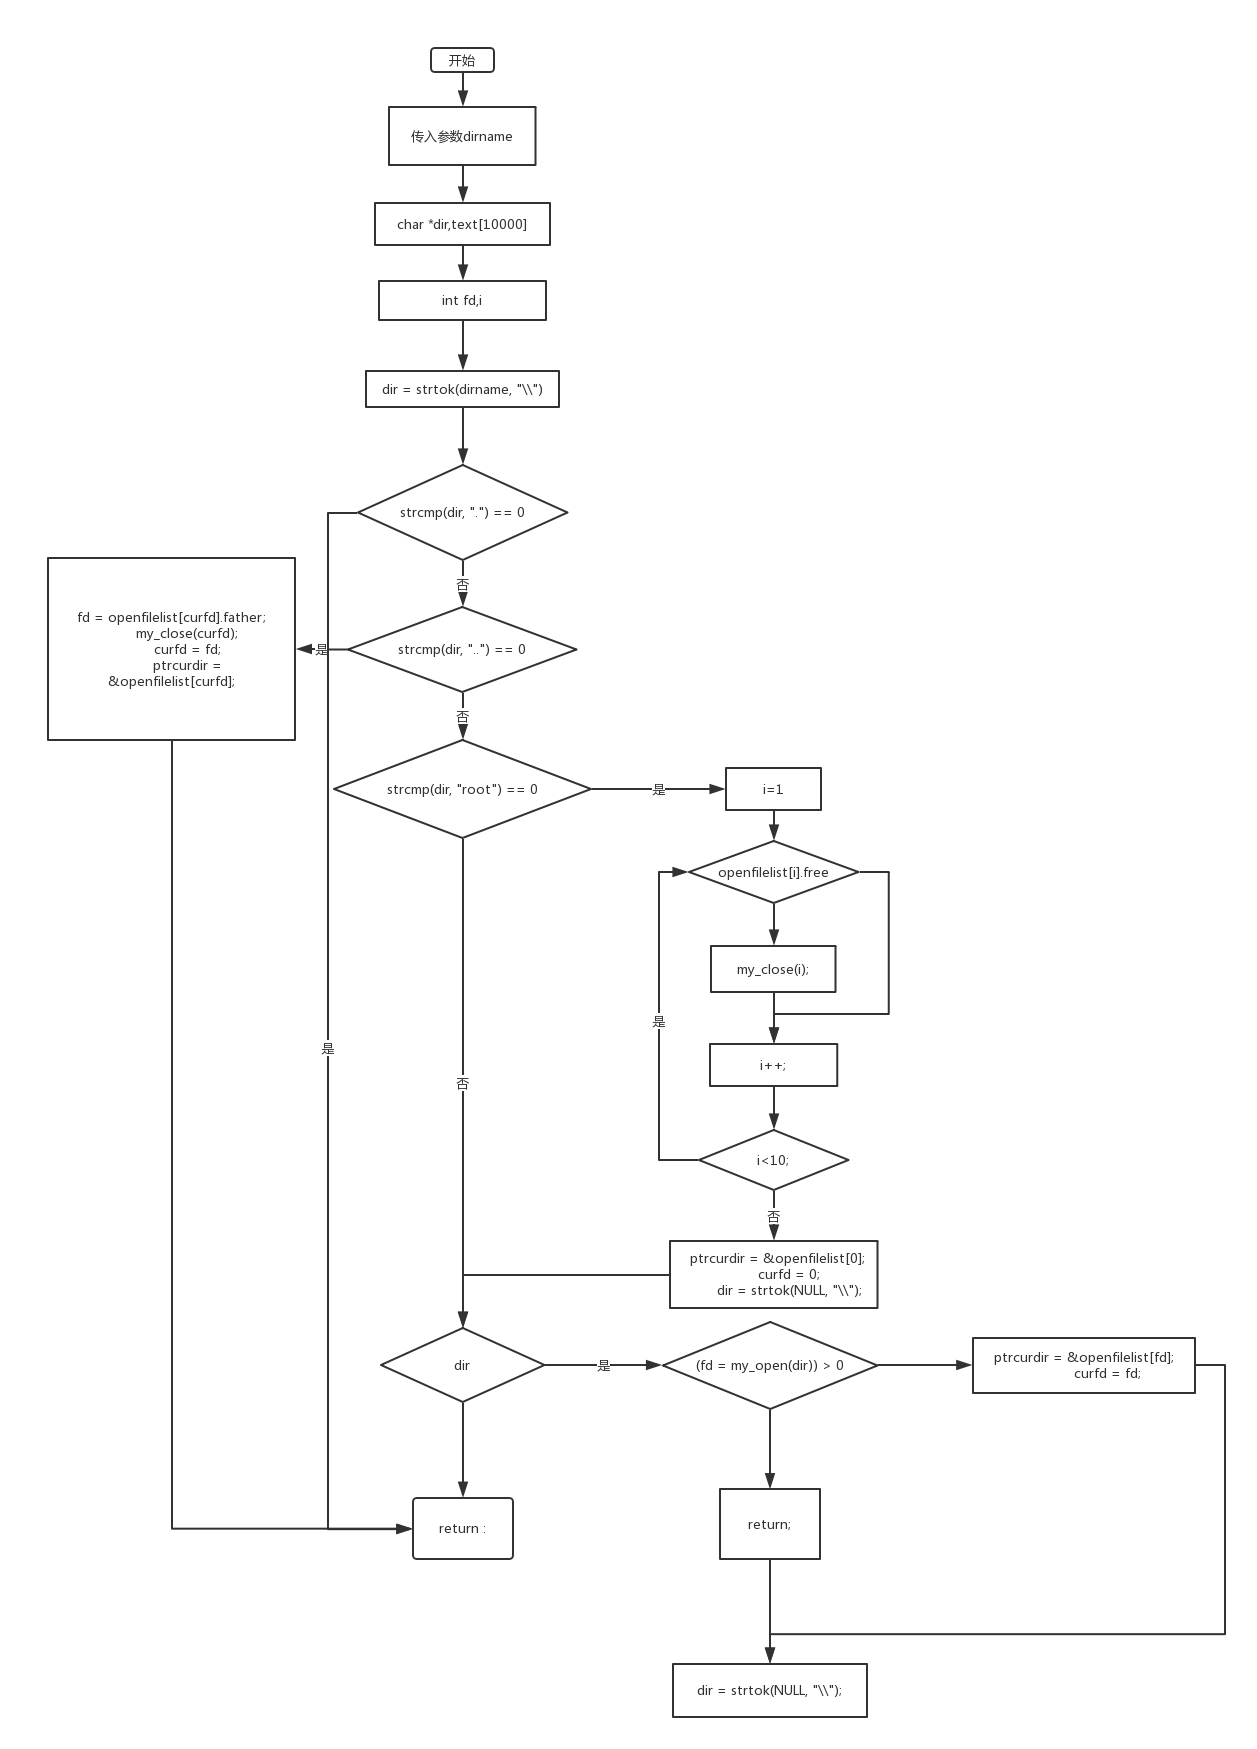 开始
传入参数dirname
char *dir,text[10000]
int fd,i
dir = strtok(dirname, "\\")
strcmp(dir, ".") == 0
否
fd = openfilelist[curfd].father;
my_close(curfd);
curfd = fd;
ptrcurdir =
&openfilelist[curfd];
是
strcmp(dir, "..") == 0
否
strcmp(dir, "root") == 0
是
i=1
openfilelist[i].free
my_close(i);
是
是
i++;
否
i<10;
否
ptrcurdir = &openfilelist[0];
curfd = 0;
dir = strtok(NULL, "\\");
dir
是
(fd = my_open(dir)) > 0
ptrcurdir = &openfilelist[fd];
curfd = fd;
return :
return;
dir = strtok(NULL, "\\");